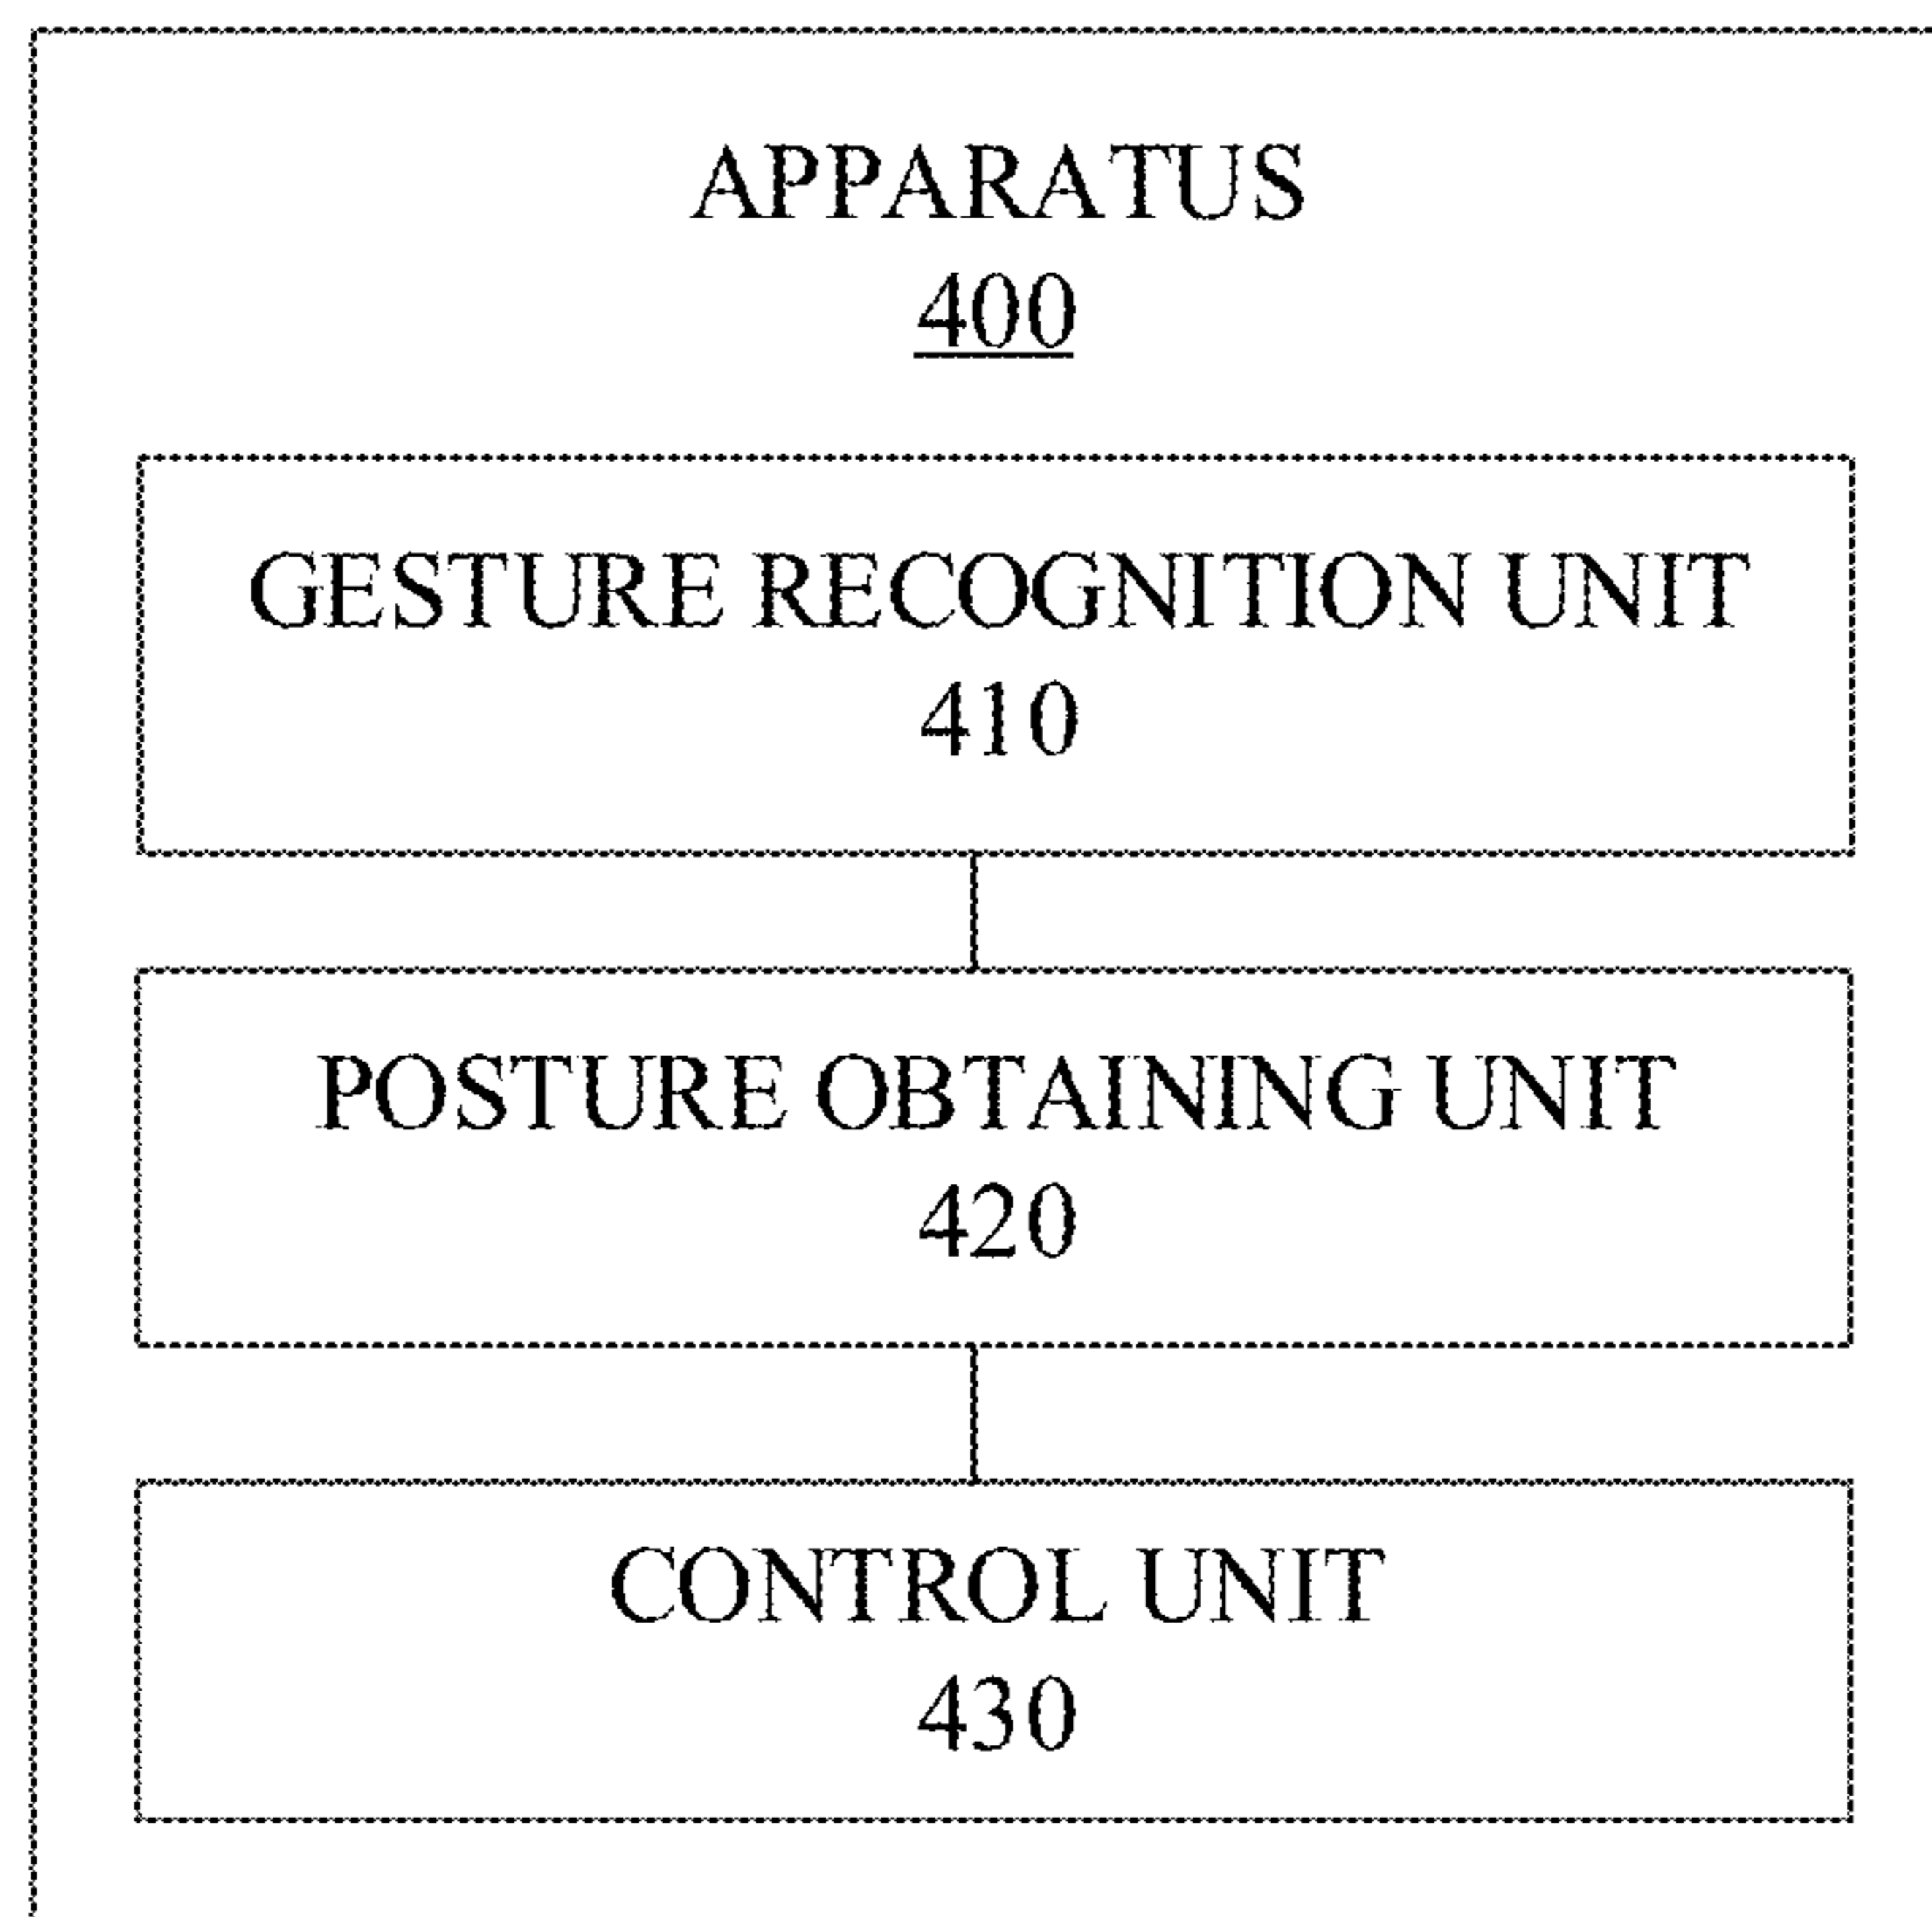 APPARATUS
400
GESTURE RECOGNITION UNIT
410
POSTURE OBTAINING UNIT
420
CONTROL UNIT
430